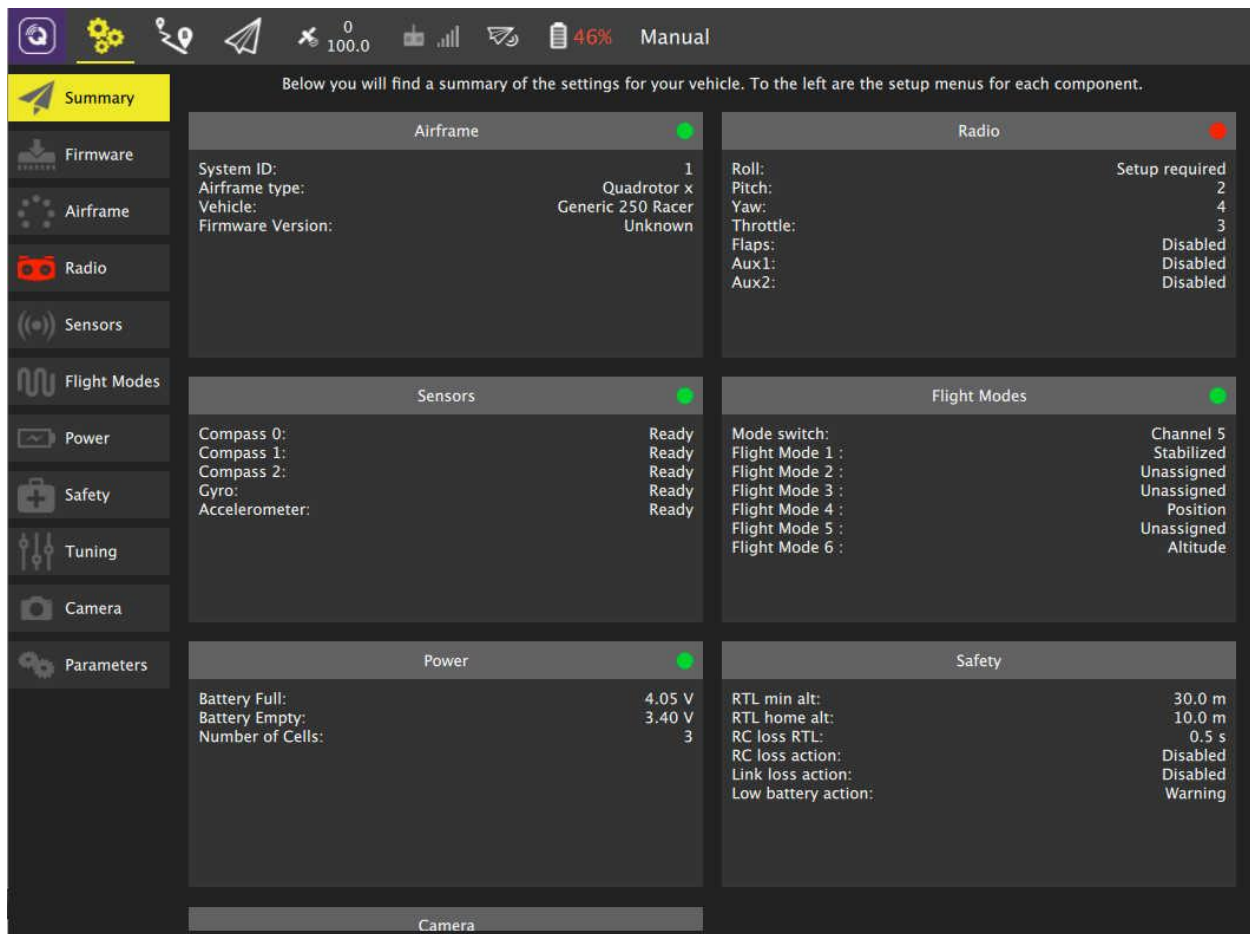 0
100.0
46%
Manual
Below you will find a summary of the settings for your vehicle. To the left are the setup menus for each component.
Summary
Firmware
Airframe
Radio
Sensors
Flight Modes
Power
Safety
Tuning
Camera
Parameters
Airframe
System ID: 1
Airframe type: Quadrotor x
Vehicle: Generic 250 Racer
Firmware Version: Unknown
Radio
Roll: Setup required
Pitch: 2
Yaw: 4
Throttle: 3
Flaps: Disabled
Aux1: Disabled
Aux2: Disabled
Sensors
Compass 0: Ready
Compass 1: Ready
Compass 2: Ready
Gyro: Ready
Accelerometer: Ready
Flight Modes
Mode switch: Channel 5
Flight Mode 1 : Stabilized
Flight Mode 2 : Unassigned
Flight Mode 3 : Unassigned
Flight Mode 4 : Position
Flight Mode 5 : Unassigned
Flight Mode 6 : Altitude
Power
Battery Full: 4.05 V
Battery Empty: 3.40 V
Number of Cells: 3
Safety
RTL min alt: 30.0 m
RTL home alt: 10.0 m
RC loss RTL: 0.5 s
RC loss action: Disabled
Link loss action: Disabled
Low battery action: Warning
Camera